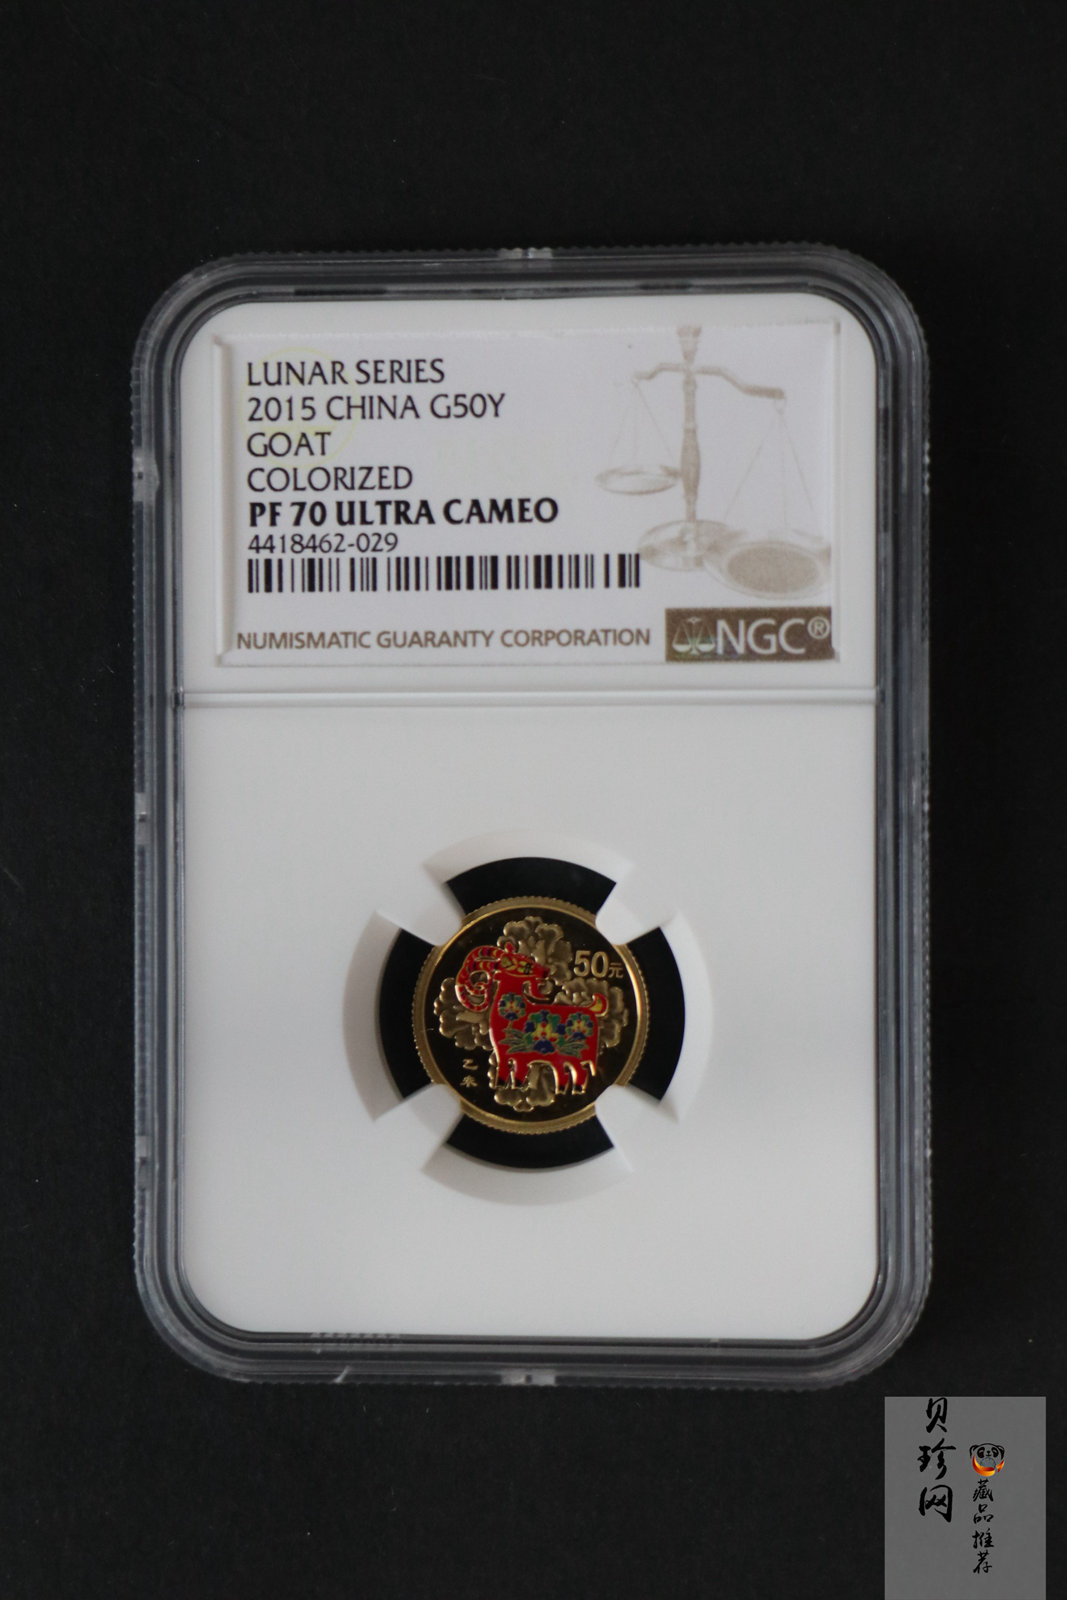 LUNAR SERIES
2015 CHINA G50Y
GOAT
COLORIZED
PF 70 ULTRA CAMEO
4418462-029
NUMISMATIC GUARANTY CORPORATION
NGC®
50元
乙未
贝珍网
藏品推荐